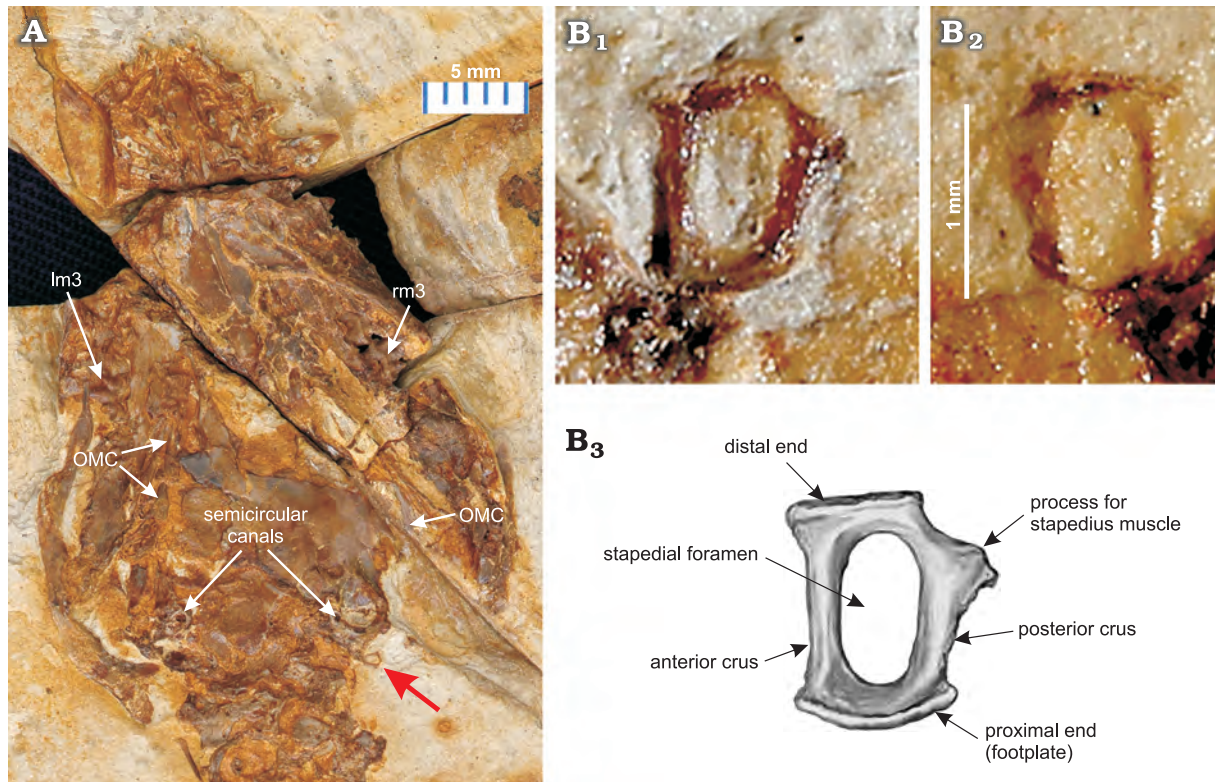 A
5 mm
lm3
rm3
OMC
semicircular
canals
OMC
B1
B2
1 mm
B3
distal end
process for
stapedius muscle
stapedial foramen
posterior crus
anterior crus
proximal end
(footplate)